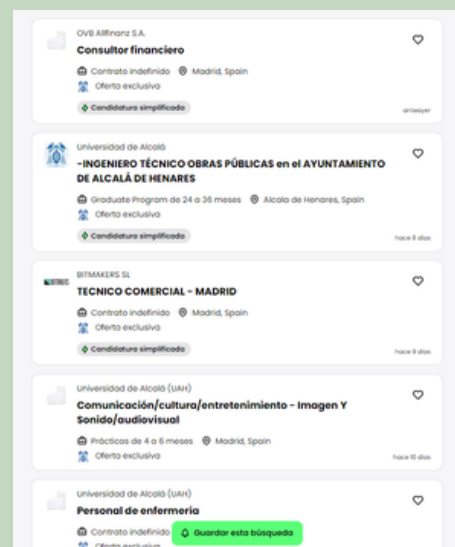 OVB Allfinanz S.A.
Consultor financiero
Contrato indefinido Madrid, Spain
Oferta exclusiva
Candidatura simplificada
anteayer
Universidad de Alcalá
-INGENIERO TÉCNICO OBRAS PÚBLICAS en el AYUNTAMIENTO
DE ALCALÁ DE HENARES
Graduate Program de 24 a 36 meses Alcala de Henares, Spain
Oferta exclusiva
Candidatura simplificada
hace 8 días
BITMAKERS SL
TECNICO COMERCIAL - MADRID
Contrato indefinido Madrid, Spain
Oferta exclusiva
Candidatura simplificada
hace 9 días
Universidad de Alcalá (UAH)
Comunicación/cultura/entretenimiento - Imagen Y
Sonido/audiovisual
Prácticas de 4 a 6 meses Madrid, Spain
Oferta exclusiva
hace 10 días
Universidad de Alcalá (UAH)
Personal de enfermería
Contrato indefinido
Guardar esta búsqueda
Oferta exclusiva